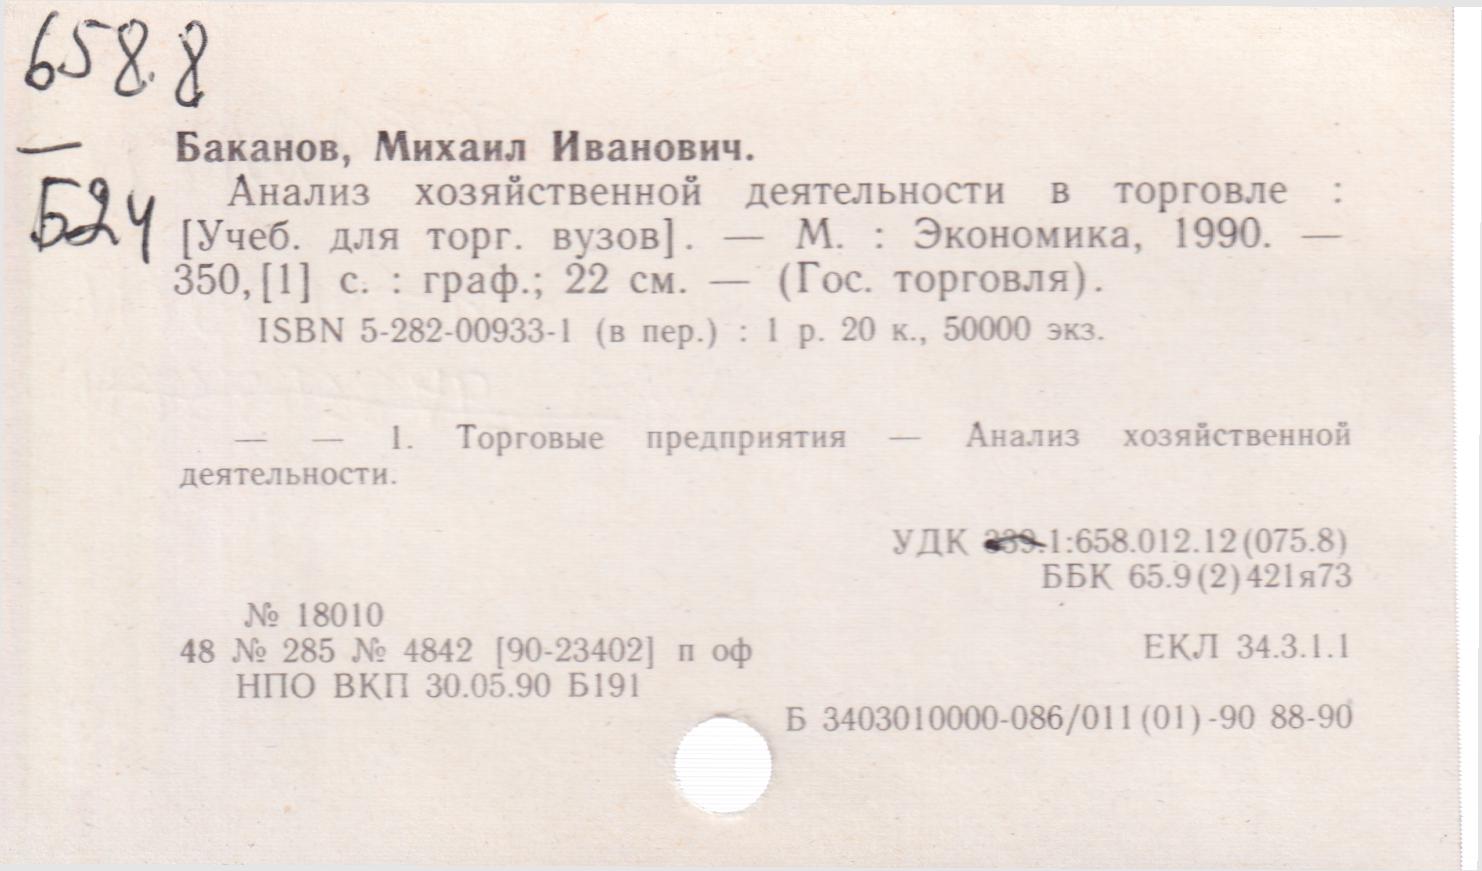 658.8
—
Б24
Баканов, Михаил Иванович.
Анализ хозяйственной деятельности в торговле :
[Учеб. для торг. вузов]. — М. : Экономика, 1990. —
350,[1] с. : граф.; 22 см. — (Гос. торговля).
ISBN 5-282-00933-1 (в пер.) : 1 р. 20 к., 50000 экз.
— — 1. Торговые предприятия — Анализ хозяйственной
деятельности.
УДК 339.1:658.012.12(075.8)
ББК 65.9(2)421я73
№ 18010
48 № 285 № 4842 [90-23402] п оф
ЕКЛ 34.3.1.1
НПО ВКП 30.05.90 Б191
Б 3403010000-086/011(01)-90 88-90